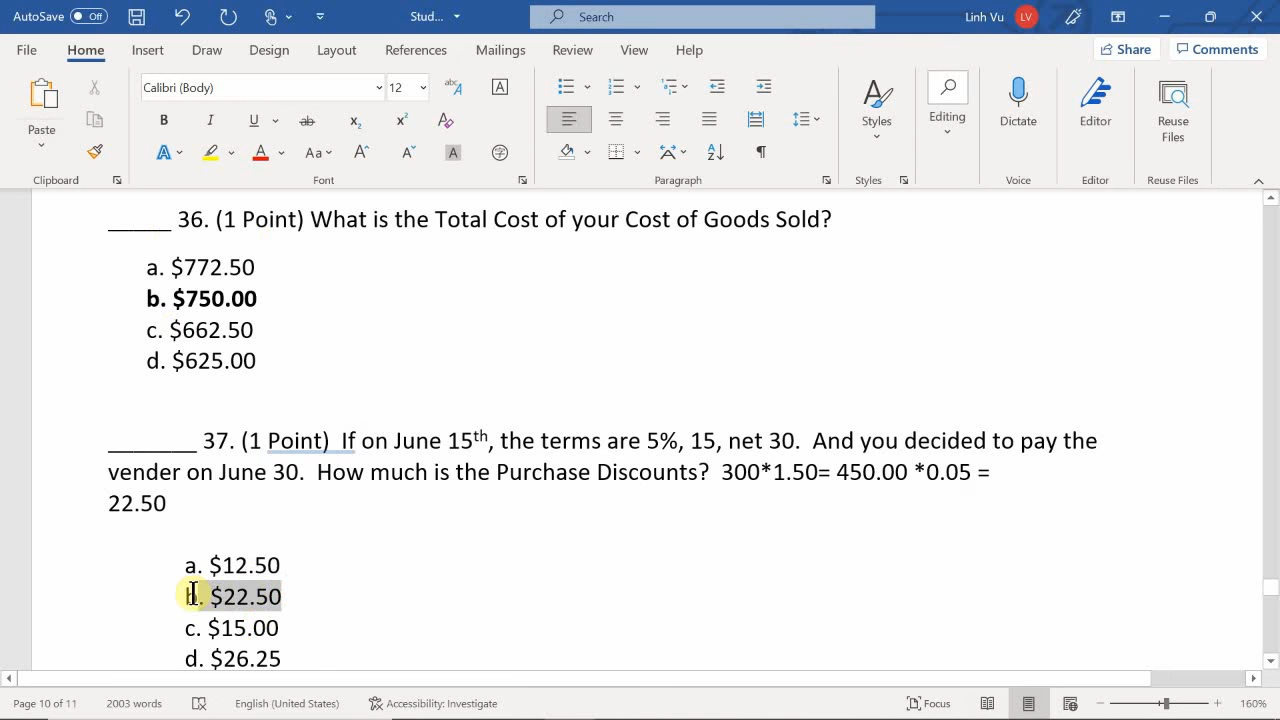 AutoSave Off Stud... Search Linh Vu LV
File Home Insert Draw Design Layout References Mailings Review View Help Share Comments
Calibri (Body) 12
Paste
B I U ab x₂ x² A Aa
Styles Editing Dictate Editor Reuse Files
Clipboard Font Paragraph Styles Voice Editor Reuse Files
_____ 36. (1 Point) What is the Total Cost of your Cost of Goods Sold?
a. $772.50
b. $750.00
c. $662.50
d. $625.00
_______ 37. (1 Point)  If on June 15th, the terms are 5%, 15, net 30.  And you decided to pay the
vender on June 30.  How much is the Purchase Discounts?  300*1.50= 450.00 *0.05 =
22.50
a. $12.50
b. $22.50
c. $15.00
d. $26.25
Page 10 of 11 2003 words English (United States) Accessibility: Investigate Focus 160%